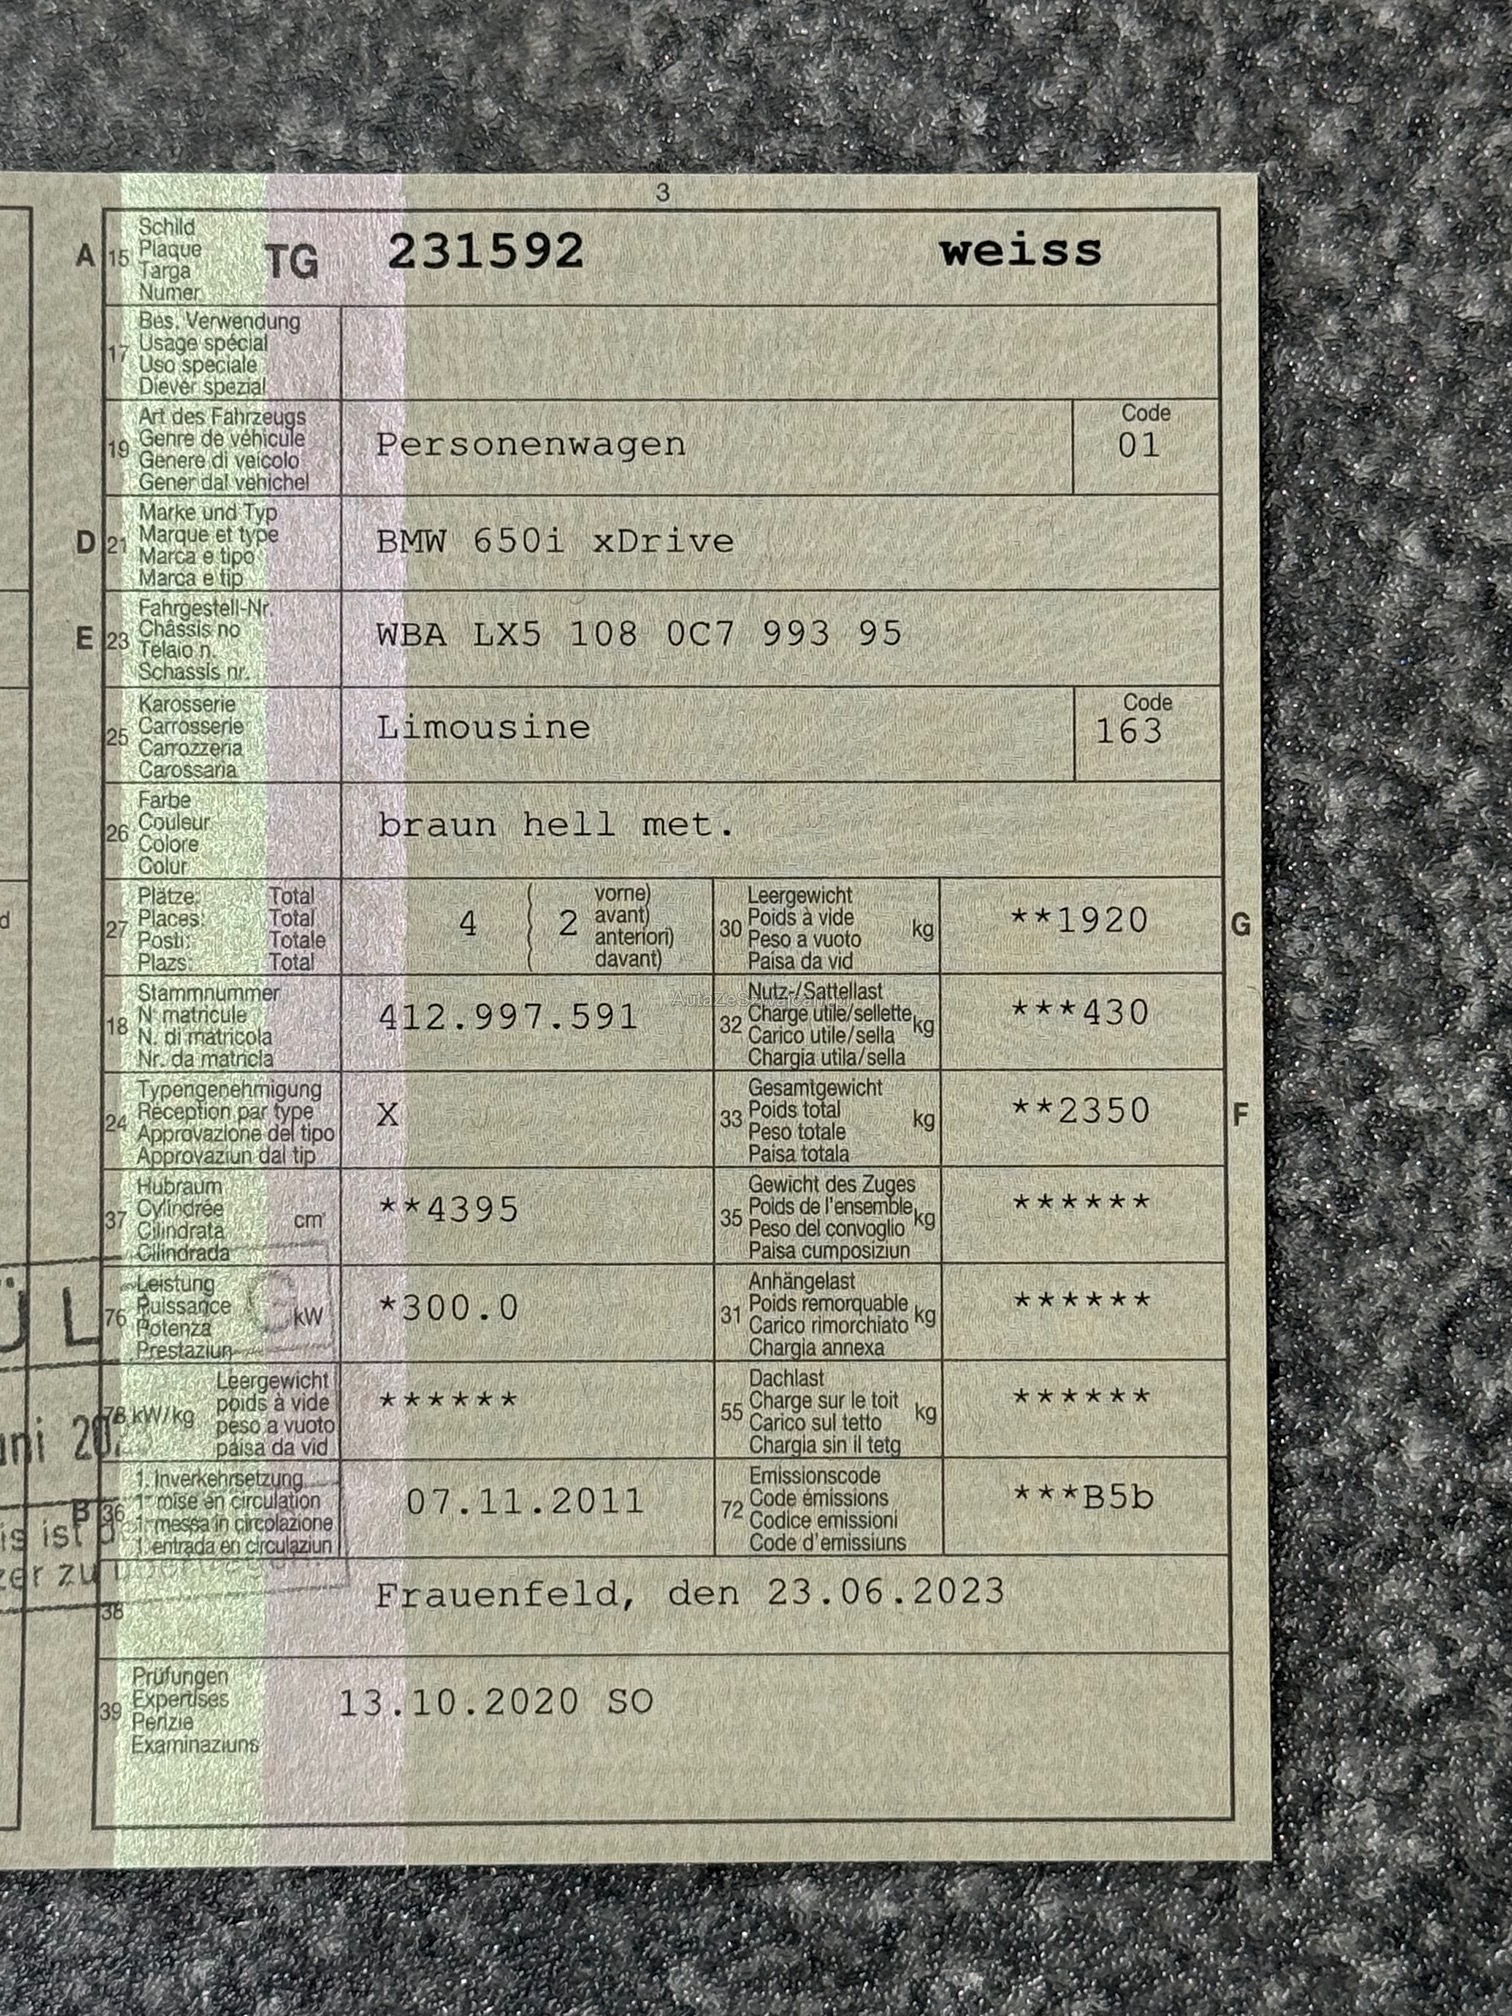 3
A 15 Schild
Plaque
Targa
Numer
TG 231592 weiss
17 Bes. Verwendung
Usage spécial
Uso speciale
Diever spezial
19 Art des Fahrzeugs
Genre de véhicule
Genere di veicolo
Gener dal vehichel
Personenwagen
Code
01
D 21 Marke und Typ
Marque et type
Marca e tipo
Marca e tip
BMW 650i xDrive
E 23 Fahrgestell-Nr.
Châssis no
Telaio n.
Schassis nr.
WBA LX5 108 0C7 993 95
25 Karosserie
Carrosserie
Carrozzeria
Carossaria
Limousine
Code
163
26 Farbe
Couleur
Colore
Colur
braun hell met.
27 Plätze: Total
Places: Total
Posti: Totale
Plazs: Total
4 ( 2 vorne)
avant)
anteriori)
davant)
30 Leergewicht
Poids à vide
Peso a vuoto
Paisa da vid
kg **1920 G
18 Stammnummer
N° matricule
N. di matricola
Nr. da matricla
412.997.591
32 Nutz-/Sattellast
Charge utile/sellette
Carico utile/sella
Chargia utila/sella
kg ***430
24 Typengenehmigung
Réception par type
Approvazione del tipo
Approvaziun dal tip
X
33 Gesamtgewicht
Poids total
Peso totale
Paisa totala
kg **2350 F
37 Hubraum
Cylindrée
Cilindrata
Cilindrada
cm³ **4395
35 Gewicht des Zuges
Poids de l'ensemble
Peso del convoglio
Paisa cumposiziun
kg ******
76 Leistung
Puissance
Potenza
Prestaziun
kW *300.0
31 Anhängelast
Poids remorquable
Carico rimorchiato
Chargia annexa
kg ******
78 kW/kg Leergewicht
poids à vide
peso a vuoto
paisa da vid
******
55 Dachlast
Charge sur le toit
Carico sul tetto
Chargia sin il tetg
kg ******
B 36 1. Inverkehrsetzung
1re mise en circulation
1. messa in circolazione
1. entrada en circulaziun
07.11.2011
72 Emissionscode
Code émissions
Codice emissioni
Code d'emissiuns
***B5b
38 Frauenfeld, den 23.06.2023
39 Prüfungen
Expertises
Perizie
Examinaziuns
13.10.2020 SO
ÜL
uni 20
is ist
zer zu